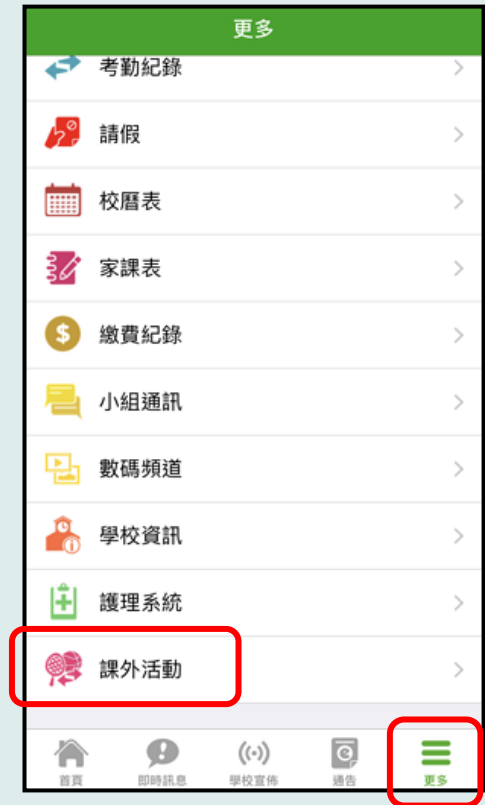 更多
考勤紀錄
請假
校曆表
家課表
繳費紀錄
小組通訊
數碼頻道
學校資訊
護理系統
課外活動
首頁 即時訊息 學校宣佈 通告 更多